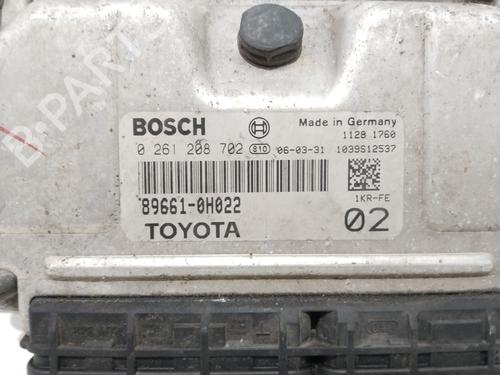 B-PARTS
BOSCH
Made in Germany
1128 1760
0 261 208 702 810 06-03-31 1039S12537
89661-0H022
1KR-FE
TOYOTA
02